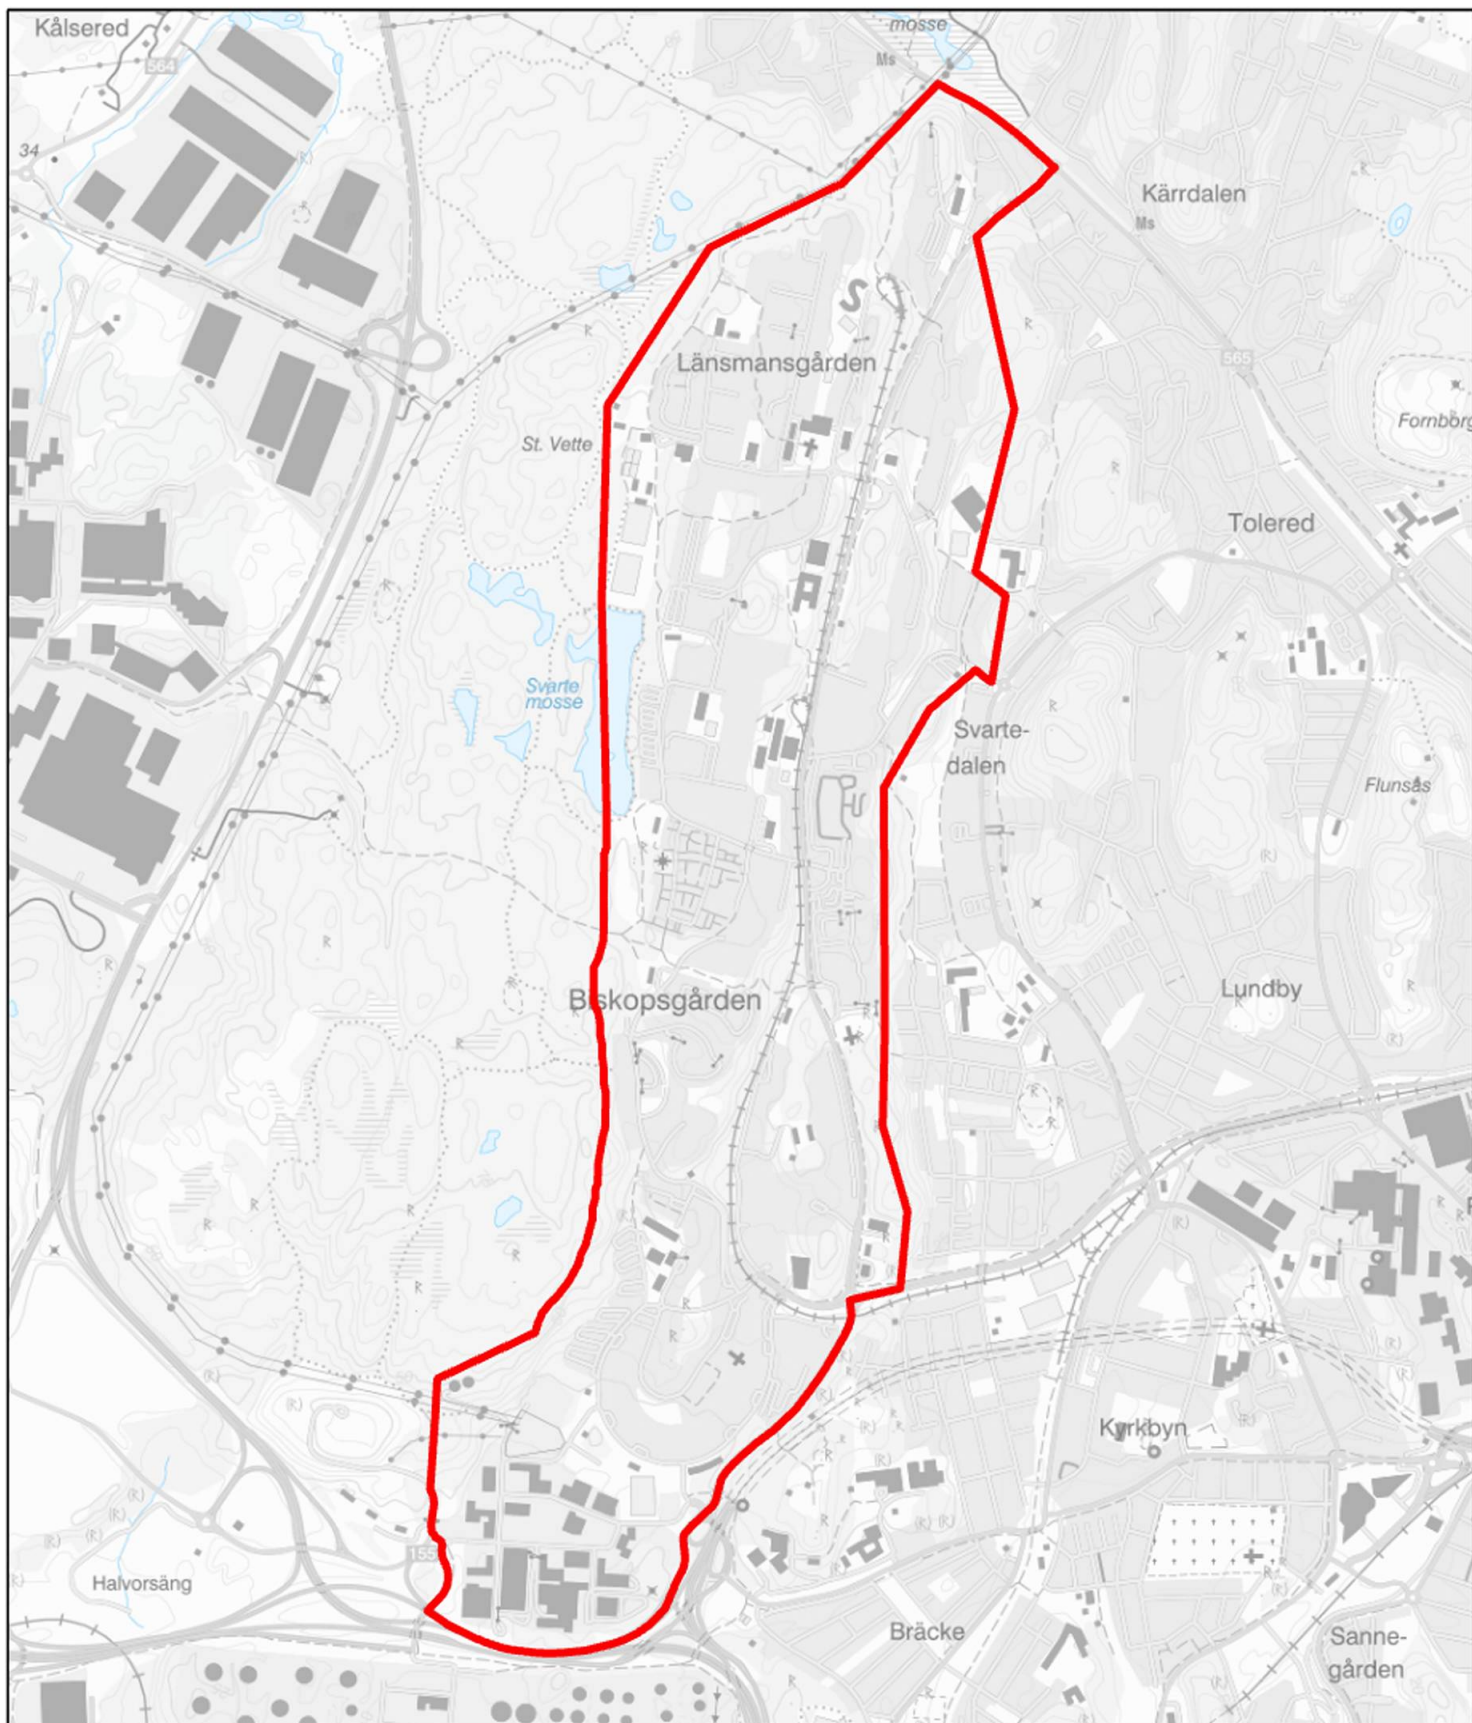 Kålsered
mosse
564
Ms
34
(R)
Kärrdalen
Ms
R
Länsmansgården
565
St. Vette
Fornborg
R
Tolered
R
Svarte
mosse
R
Svarte-
dalen
Flunsås
(R)
R
R
Lundby
R
Biskopsgården
R
R
R
(R)
R
R
R
R
(R)
(R)
(R)
Kyrkbyn
(R)
R
(R)
(R)
(R)
(R)
155
Halvorsäng
Bräcke
Sanne-
gården